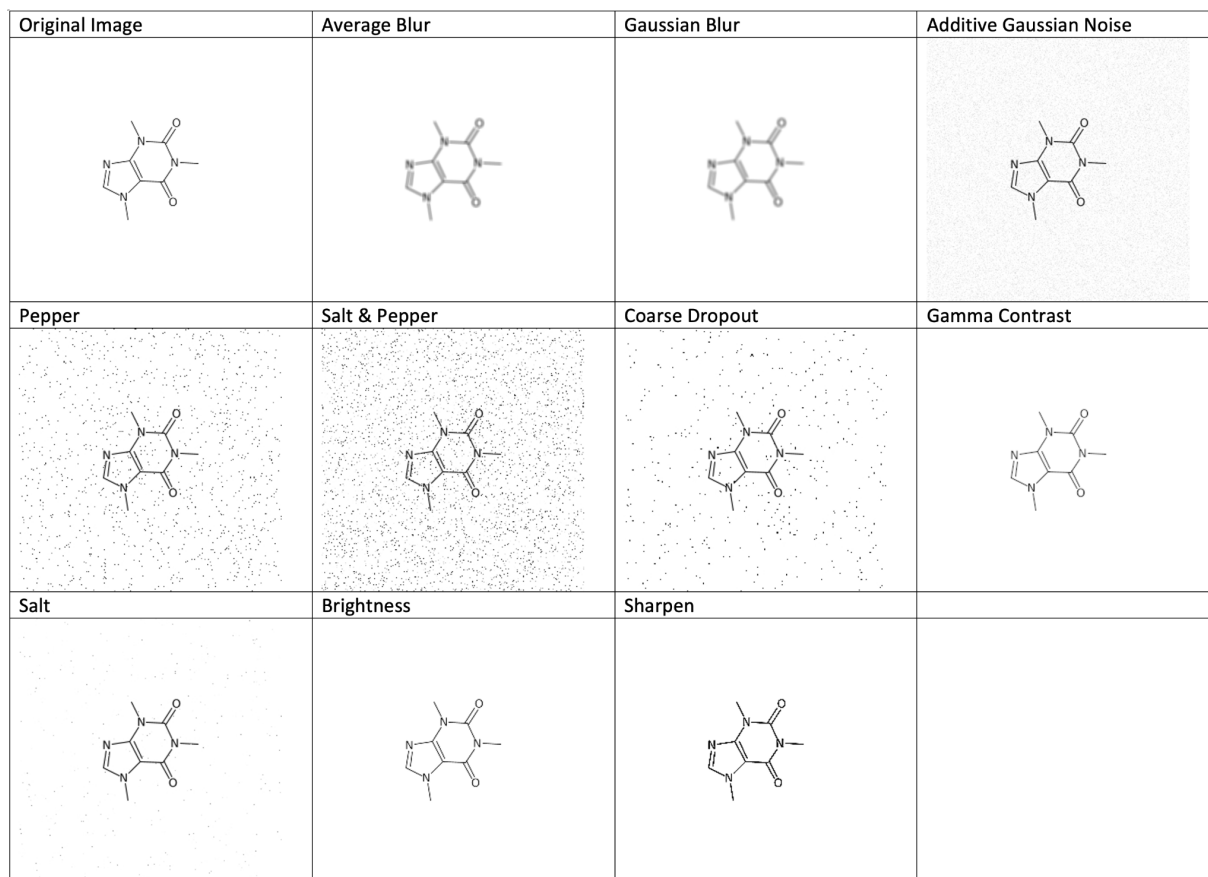 Original Image
Average Blur
Gaussian Blur
Additive Gaussian Noise
N
O
N
N
O
N
N
O
N
N
O
N
N
O
N
N
O
N
N
O
N
N
O
N
Pepper
Salt & Pepper
Coarse Dropout
Gamma Contrast
N
O
N
N
O
N
N
O
N
N
O
N
N
O
N
N
O
N
N
O
N
N
O
N
Salt
Brightness
Sharpen
N
O
N
N
O
N
N
O
N
N
O
N
N
O
N
N
O
N